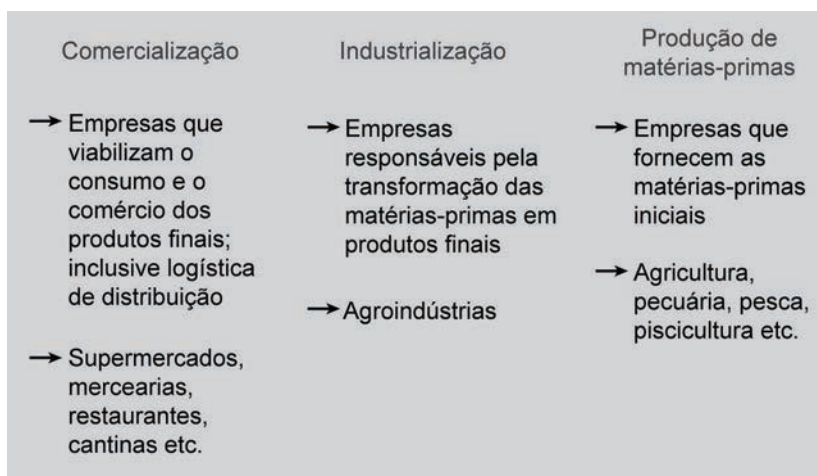 Comercialização
→ Empresas que
viabilizam o
consumo e o
comércio dos
produtos finais;
inclusive logística
de distribuição
→ Supermercados,
mercearias,
restaurantes,
cantinas etc.
Industrialização
→ Empresas
responsáveis pela
transformação das
matérias-primas em
produtos finais
→ Agroindústrias
Produção de
matérias-primas
→ Empresas que
fornecem as
matérias-primas
iniciais
→ Agricultura,
pecuária, pesca,
piscicultura etc.